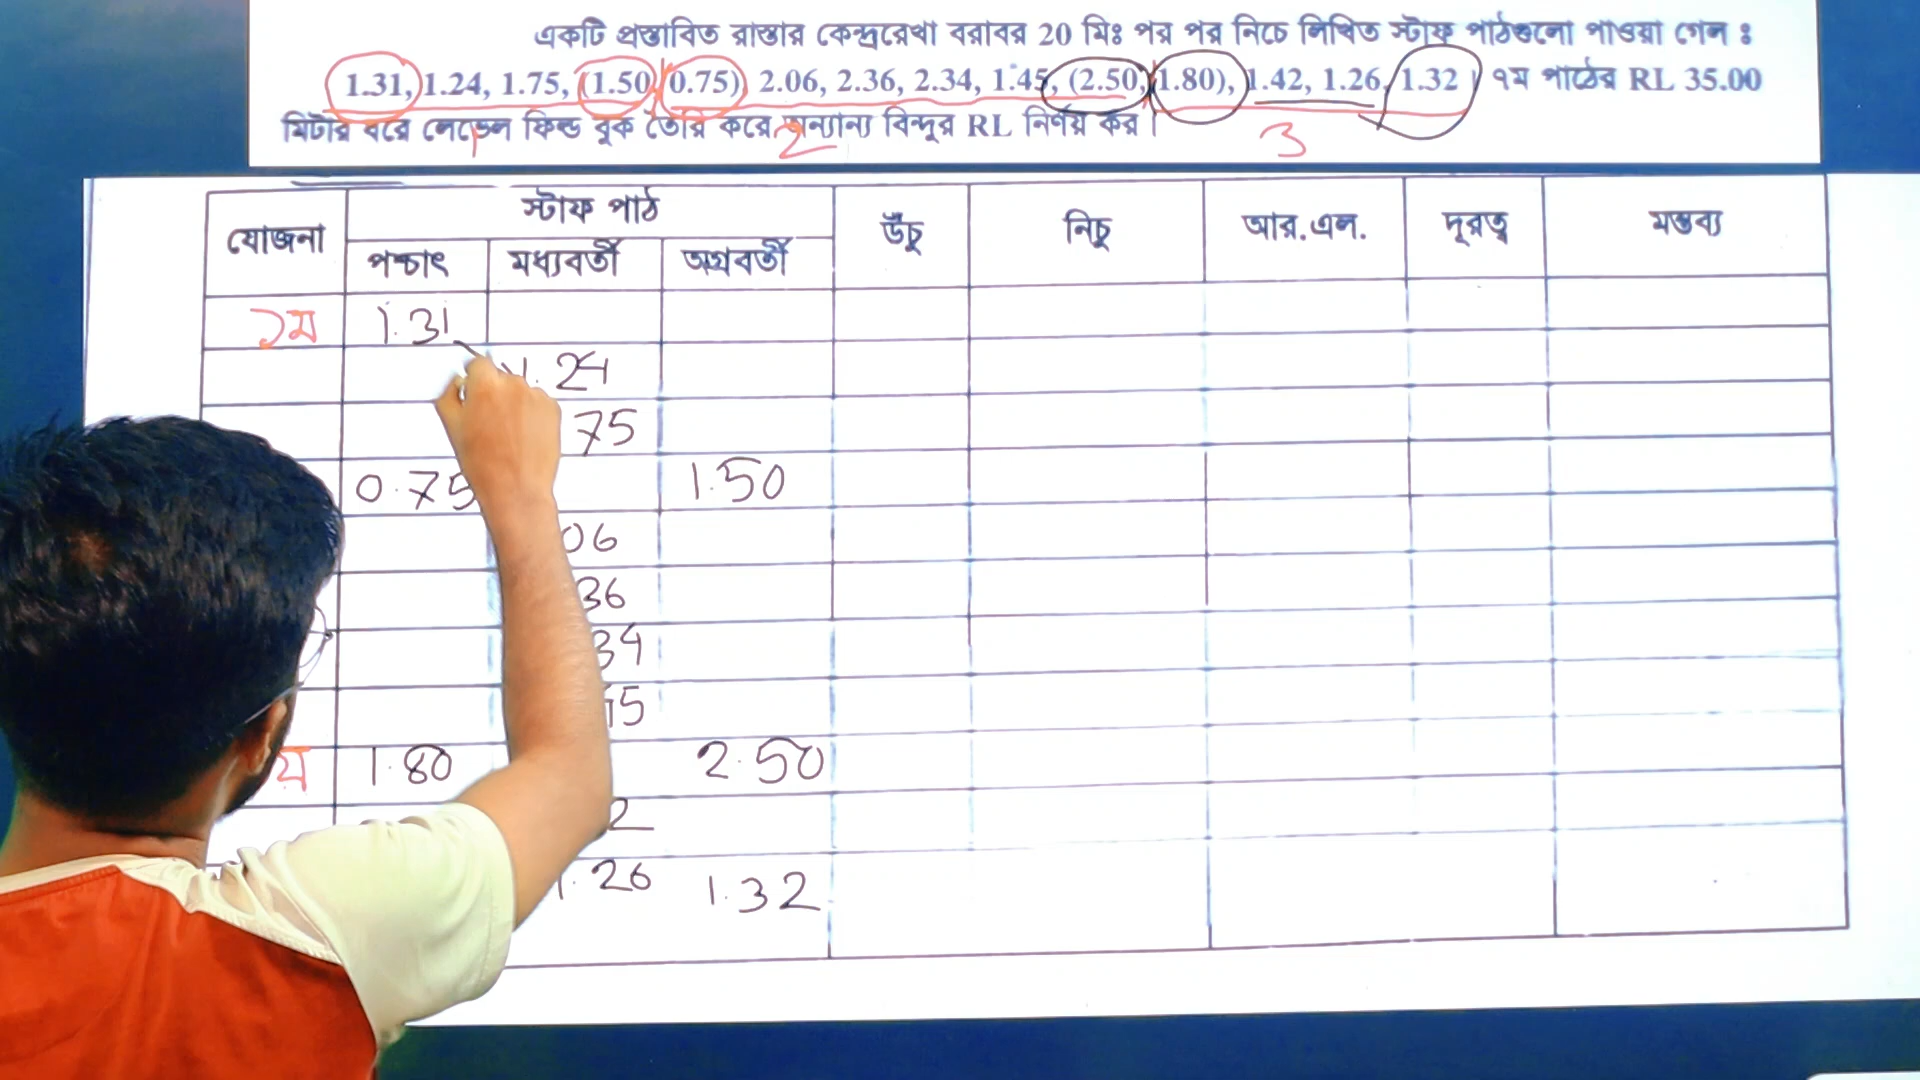 একটি প্রস্তাবিত রাস্তার কেন্দ্ররেখা বরাবর 20 মিঃ পর পর নিচে লিখিত স্টাফ পাঠগুলো পাওয়া গেল ঃ
1.31, 1.24, 1.75, (1.50, 0.75), 2.06, 2.36, 2.34, 1.45, (2.50, 1.80), 1.42, 1.26, 1.32 ৭ম পাঠের RL 35.00
মিটার ধরে লেভেল ফিল্ড বুক তৈরি করে অন্যান্য বিন্দুর RL নির্ণয় কর।
1 2 3
যোজনা স্টাফ পাঠ উঁচু নিচু আর.এল. দূরত্ব মন্তব্য
পশ্চাৎ মধ্যবর্তী অগ্রবর্তী
১ম 1.31
1.24
75
0.75 1.50
06
36
34
45
য় 1.80 2.50
2
1.26 1.32